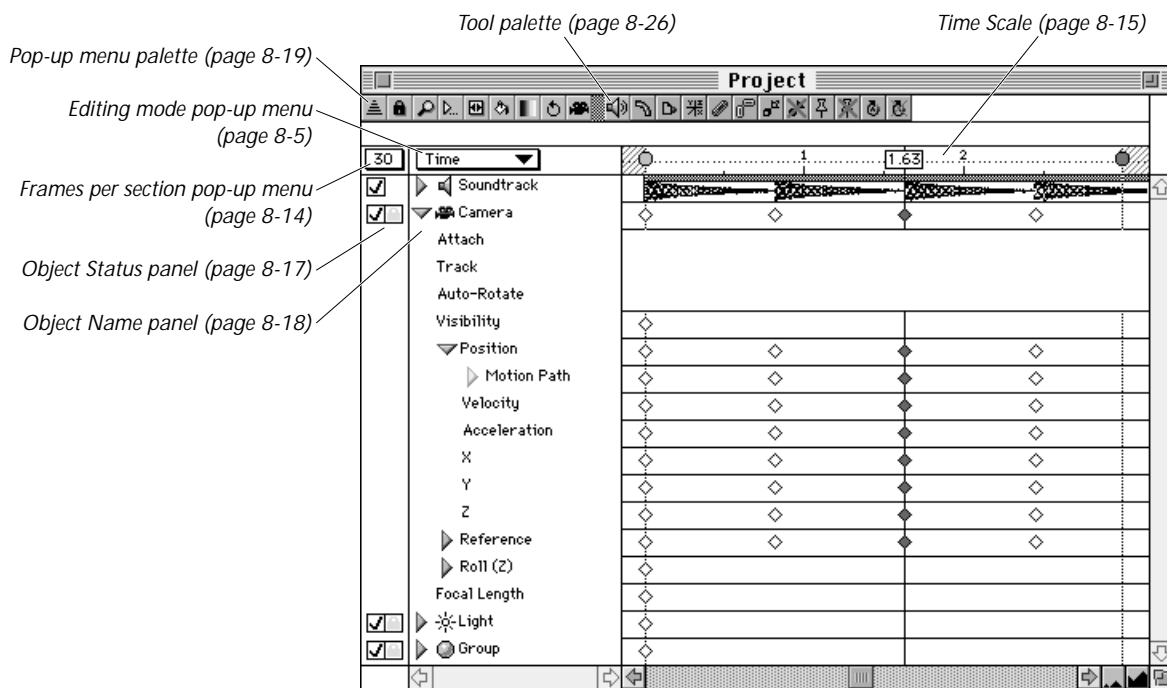 Tool palette (page 8-26)
Time Scale (page 8-15)
Pop-up menu palette (page 8-19)
Project
Editing mode pop-up menu
(page 8-5)
30
Time
1
1.63
2
Frames per section pop-up menu
(page 8-14)
Soundtrack
Camera
Attach
Object Status panel (page 8-17)
Track
Auto-Rotate
Object Name panel (page 8-18)
Visibility
Position
Motion Path
Velocity
Acceleration
X
Y
Z
Reference
Roll (Z)
Focal Length
Light
Group